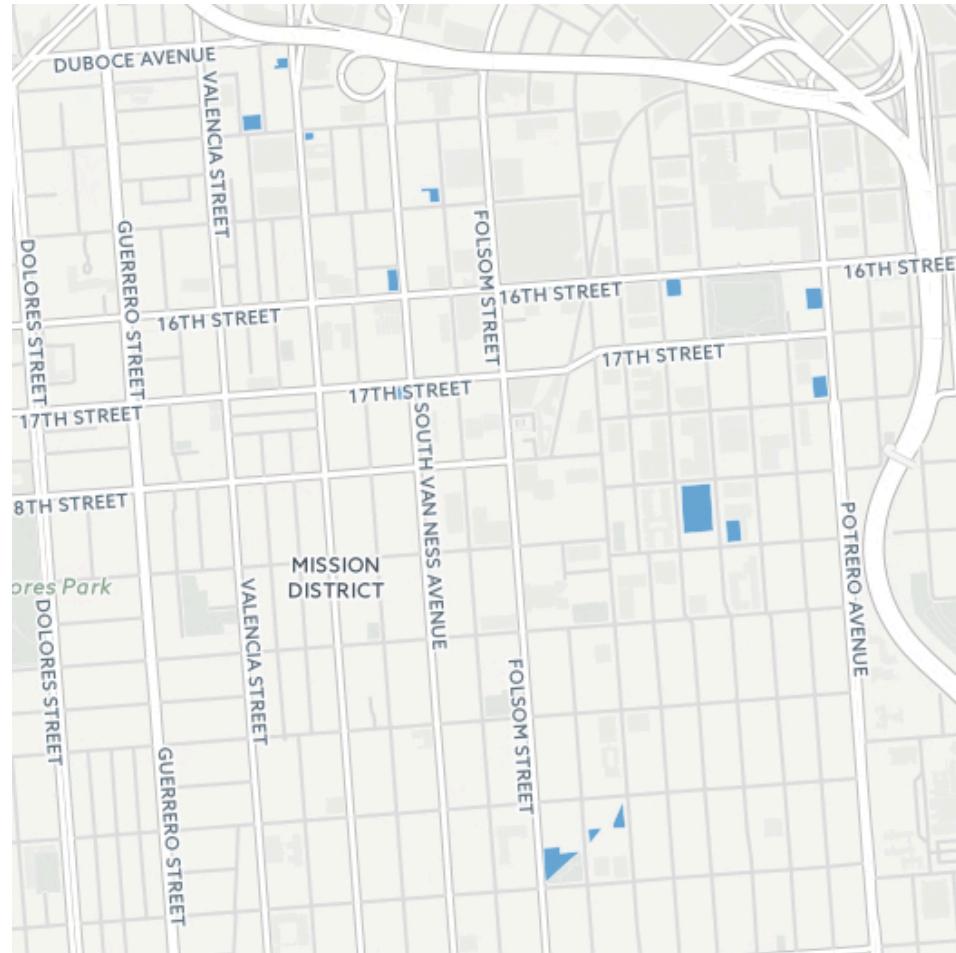 DUBOCE AVENUE
VALENCIA STREET
GUERRERO STREET
DOLORES STREET
FOLSOM STREET
16TH STREE
16TH STREET
16TH STREET
17TH STREET
17TH STREET
17TH STREET
8TH STREET
SOUTH VAN NESS AVENUE
POTRERO AVENUE
MISSION
DISTRICT
ores Park
DOLORES STREET
VALENCIA STREET
FOLSOM STREET
GUERRERO STREET